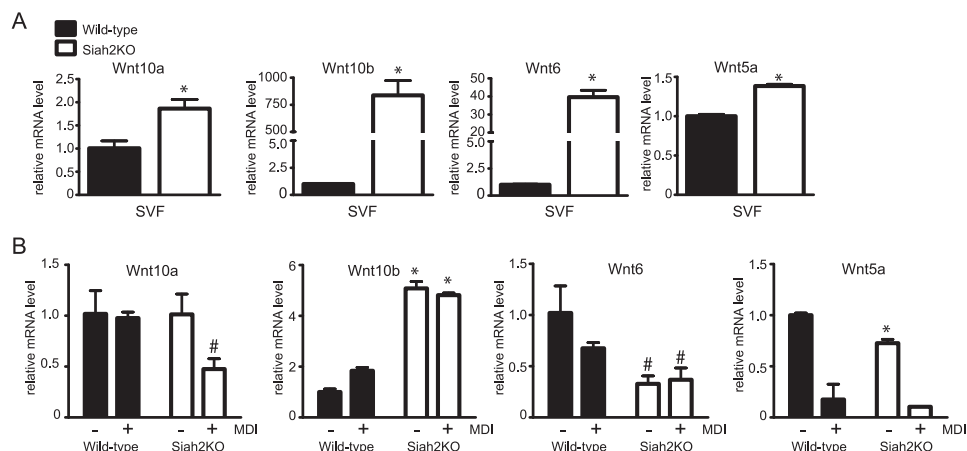 A
Wild-type
Siah2KO
Wnt10a
relative mRNA level
2.5
2.0
1.5
1.0
0.5
0.0
*
SVF
Wnt10b
relative mRNA level
1000
750
500
5.0
2.5
0
*
SVF
Wnt6
relative mRNA level
50
40
30
20
5.0
2.5
0
*
SVF
Wnt5a
relative mRNA level
1.5
1.0
0.5
0
*
SVF
B
Wnt10a
relative mRNA level
1.5
1.0
0.5
0
#
- + - + MDI
Wild-type Siah2KO
Wnt10b
relative mRNA level
6
4
2
0
* *
- + - + MDI
Wild-type Siah2KO
Wnt6
relative mRNA level
1.5
1.0
0.5
0
# #
- + - + MDI
Wild-type Siah2KO
Wnt5a
relative mRNA level
1.5
1.0
0.5
0
*
- + - + MDI
Wild-type Siah2KO